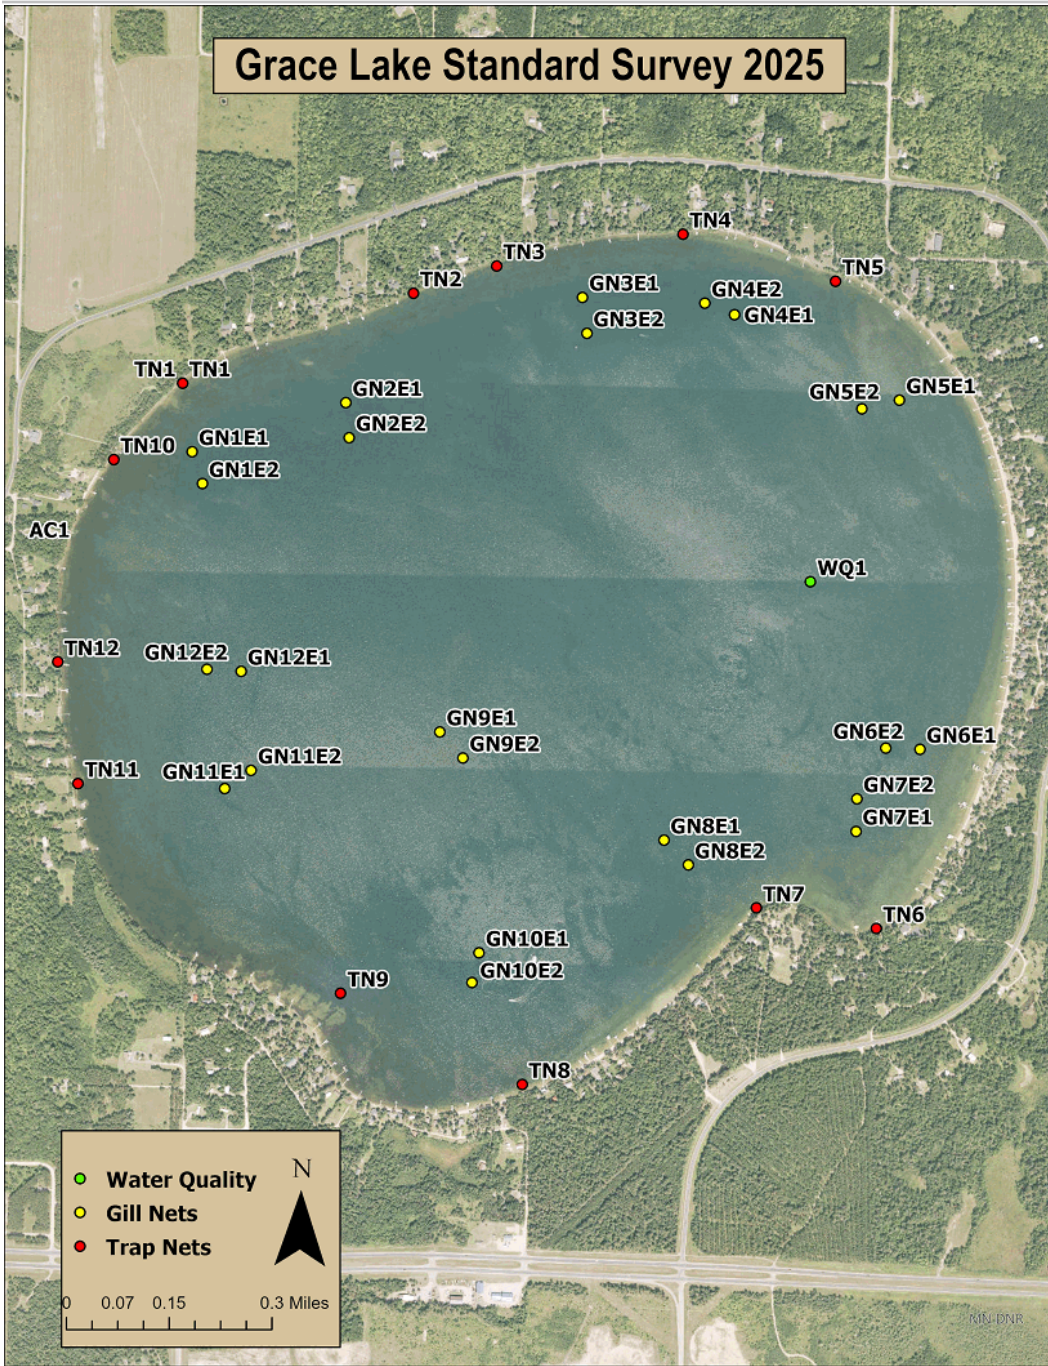 Grace Lake Standard Survey 2025
TN4
TN3
TN5
TN2
GN3E1
GN4E2
GN4E1
GN3E2
TN1 TN1
GN2E1
GN5E2
GN5E1
GN2E2
TN10
GN1E1
GN1E2
AC1
WQ1
TN12
GN12E2
GN12E1
GN9E1
GN9E2
GN6E2
GN6E1
TN11
GN11E1
GN11E2
GN7E2
GN7E1
GN8E1
GN8E2
TN7
TN6
GN10E1
GN10E2
TN9
TN8
N
Water Quality
Gill Nets
Trap Nets
0 0.07 0.15 0.3 Miles
MN DNR